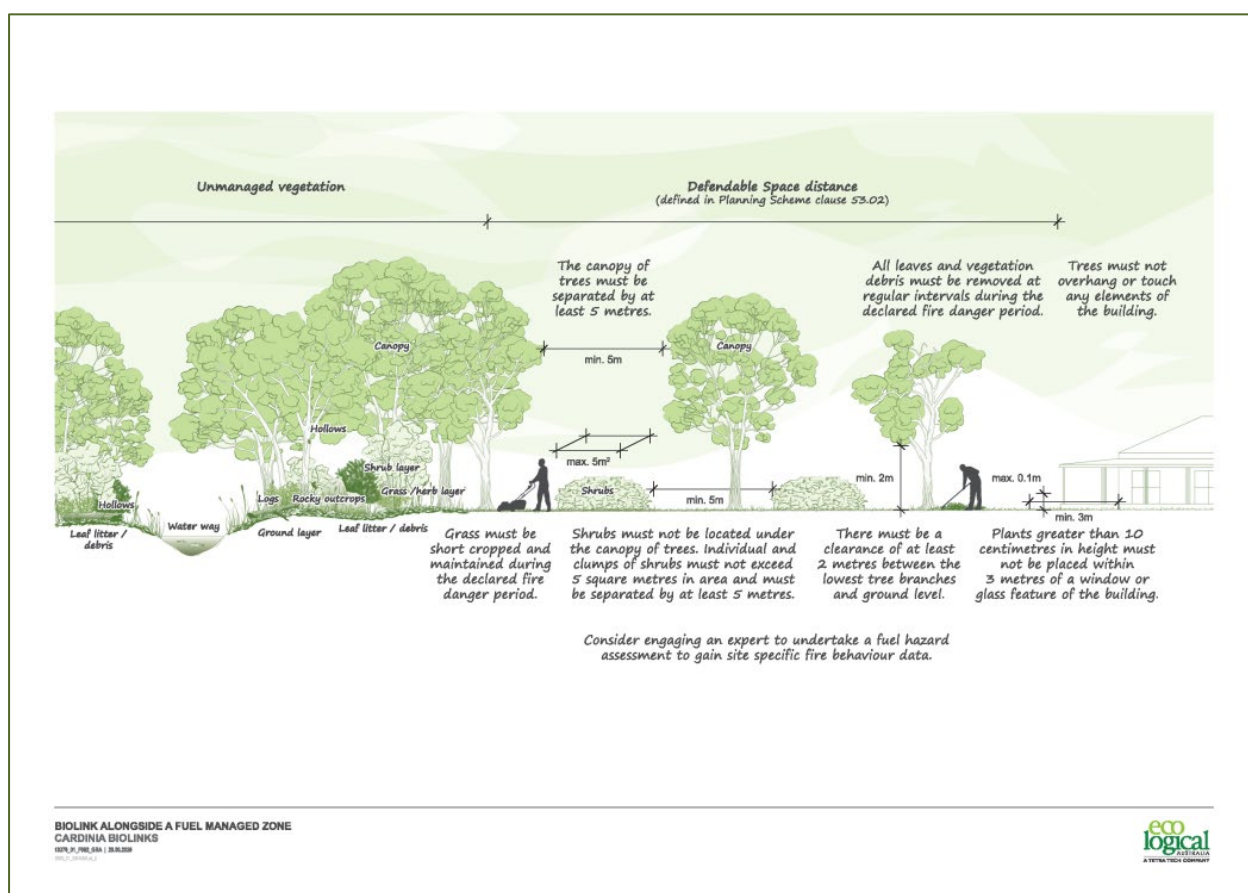 Unmanaged vegetation
Defendable Space distance
(defined in Planning Scheme clause 53.02)
The canopy of
trees must be
separated by at
least 5 metres.
All leaves and vegetation
debris must be removed at
regular intervals during the
declared fire danger period.
Trees must not
overhang or touch
any elements of
the building.
Canopy
min. 5m
Canopy
Hollows
max. 5m²
Shrub layer
Grass /herb layer
Logs
Rocky outcrops
Hollows
Shrubs
min. 5m
min. 2m
max. 0.1m
min. 3m
Leaf litter /
debris
Water way
Ground layer
Leaf litter / debris
Grass must be
short cropped and
maintained during
the declared fire
danger period.
Shrubs must not be located under
the canopy of trees. Individual and
clumps of shrubs must not exceed
5 square metres in area and must
be separated by at least 5 metres.
There must be a
clearance of at least
2 metres between the
lowest tree branches
and ground level.
Plants greater than 10
centimetres in height must
not be placed within
3 metres of a window or
glass feature of the building.
Consider engaging an expert to undertake a fuel hazard
assessment to gain site specific fire behaviour data.
BIOLINK ALONGSIDE A FUEL MANAGED ZONE
CARDINIA BIOLINKS
eco
logical
AUSTRALIA
A TETRA TECH COMPANY